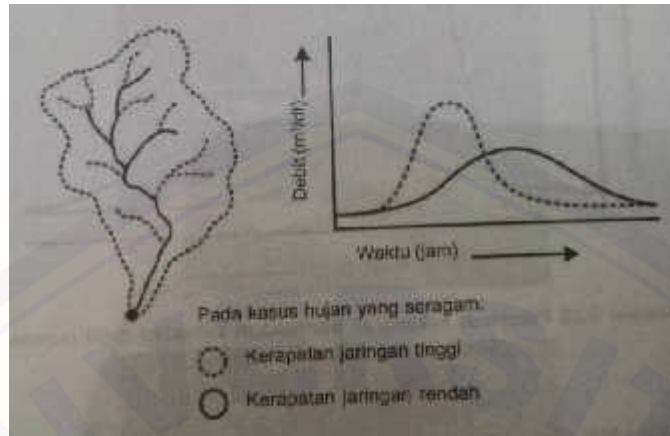 Debit (m³/dt)
Waktu (jam)
Pada kasus hujan yang seragam:
Kerapatan jaringan tinggi
Kerapatan jaringan rendah